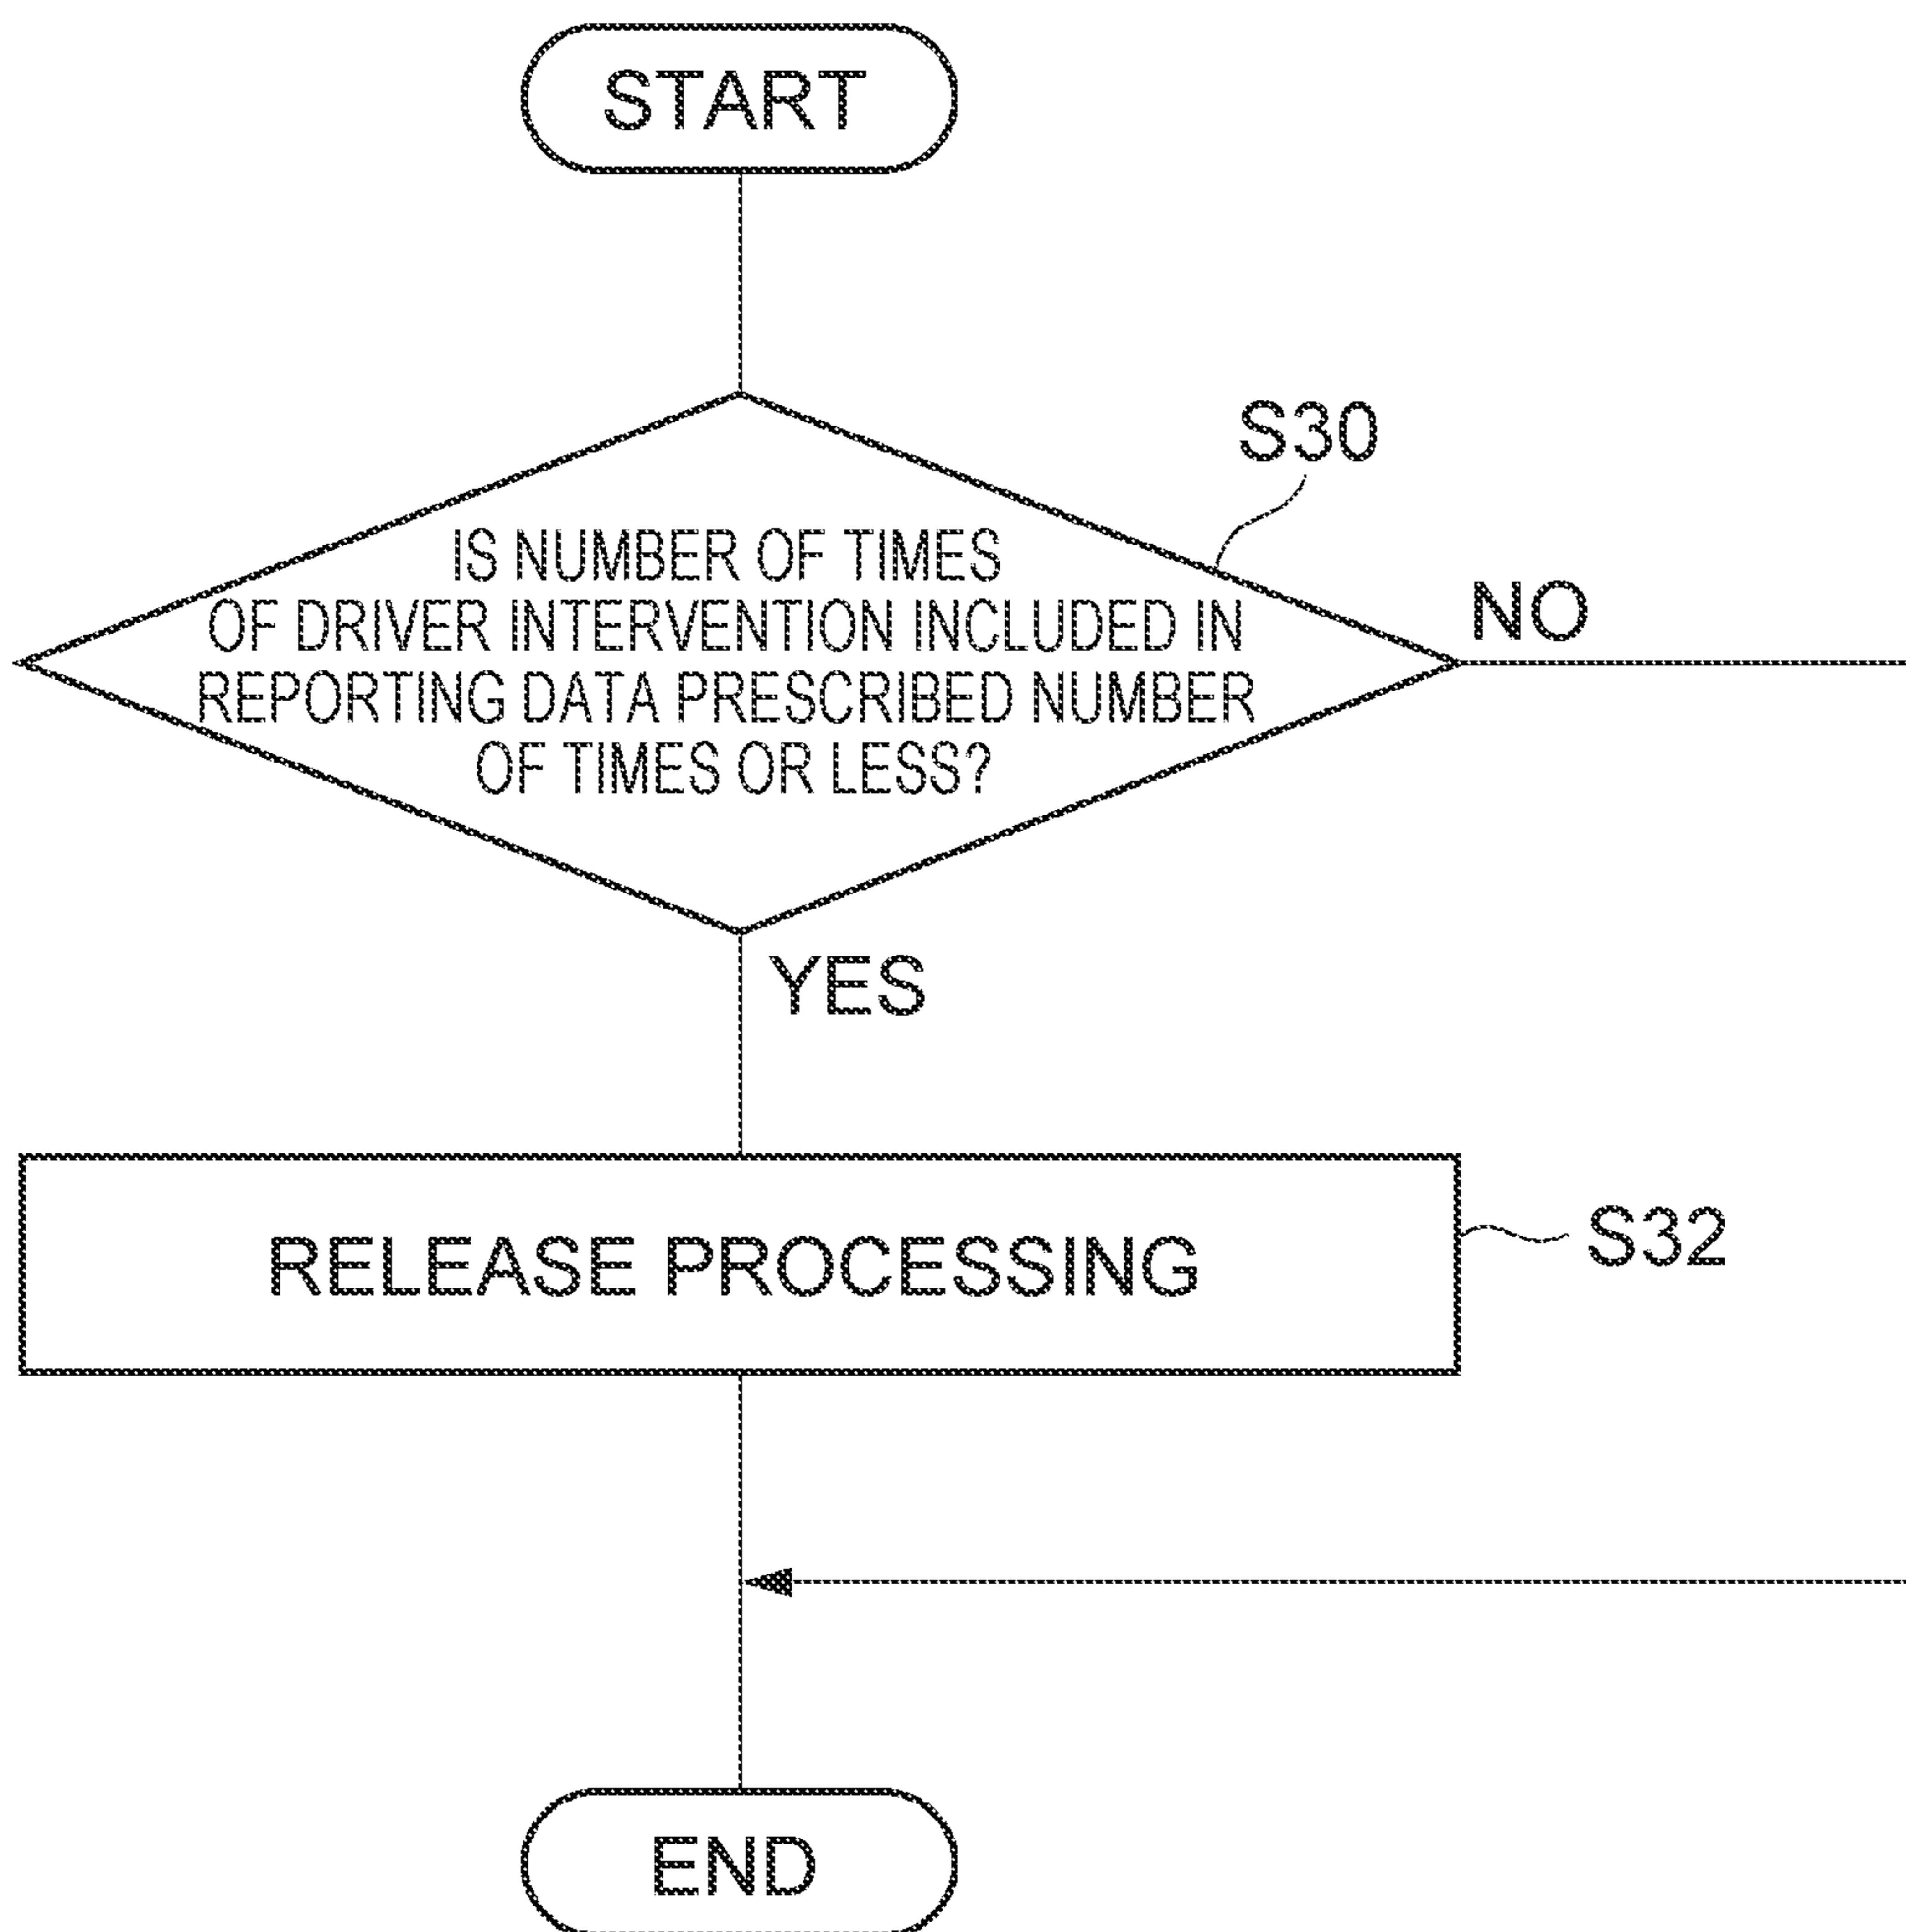 START
S30
IS NUMBER OF TIMES
OF DRIVER INTERVENTION INCLUDED IN
REPORTING DATA PRESCRIBED NUMBER
OF TIMES OR LESS?
NO
YES
RELEASE PROCESSING
S32
END